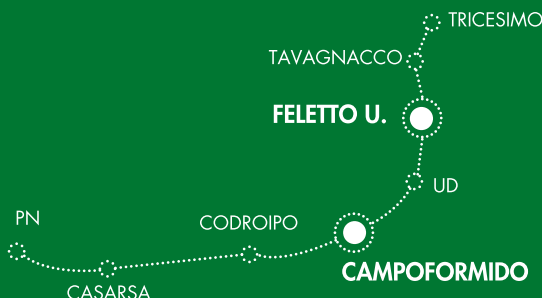 TRICESIMO
TAVAGNACCO
FELETTO U.
UD
PN
CODROIPO
CAMPOFORMIDO
CASARSA